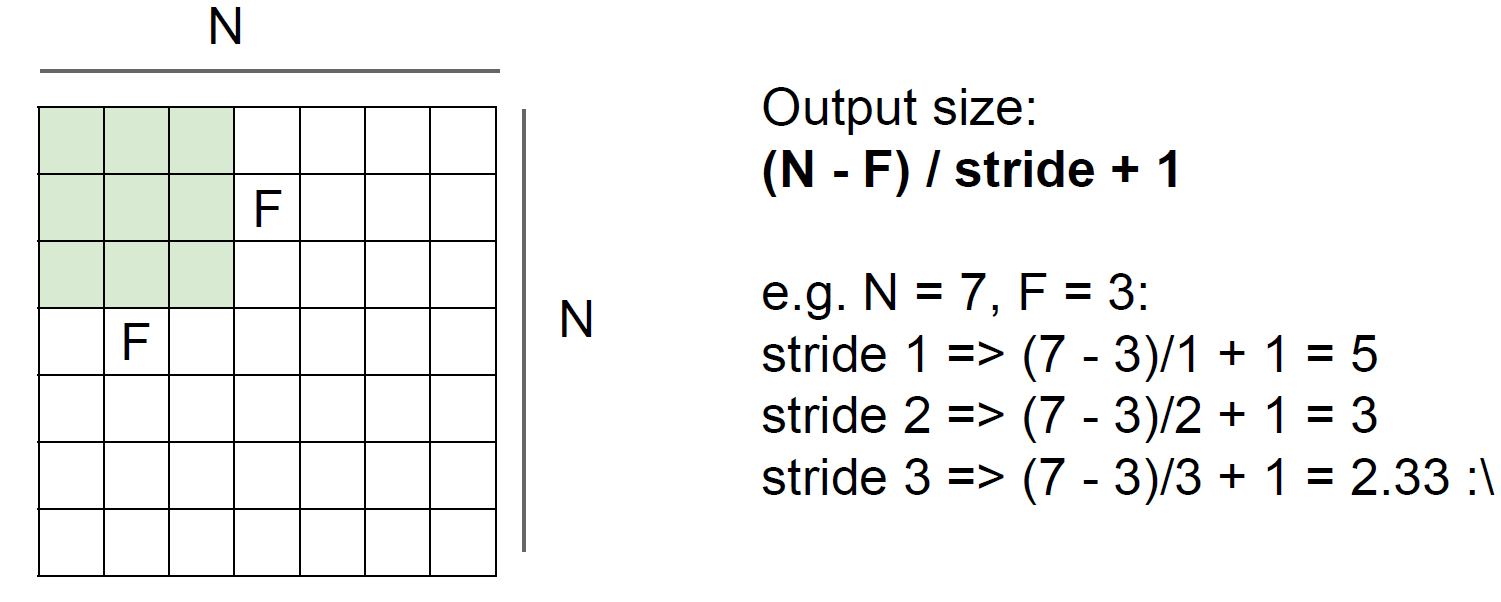 N
F
F
N
Output size:
(N - F) / stride + 1
e.g. N = 7, F = 3:
stride 1 => (7 - 3)/1 + 1 = 5
stride 2 => (7 - 3)/2 + 1 = 3
stride 3 => (7 - 3)/3 + 1 = 2.33 :\